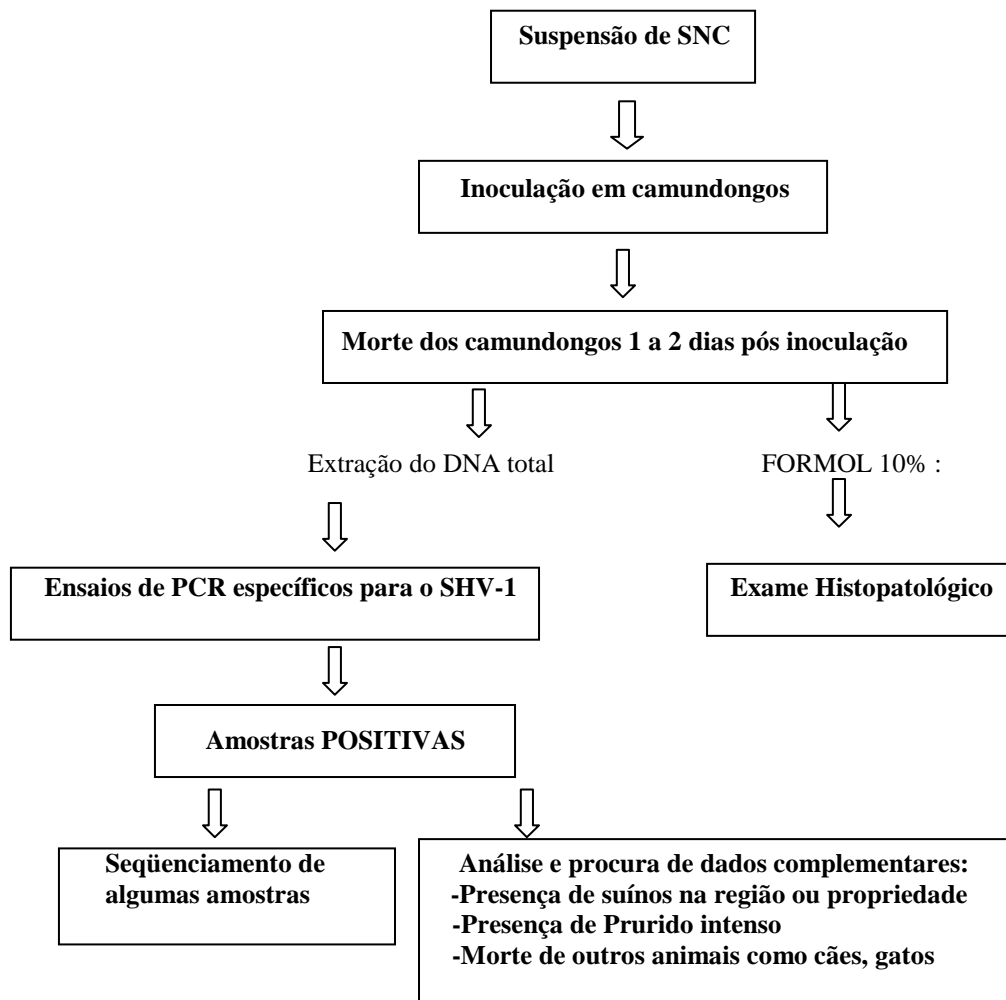 Suspensão de SNC
Inoculação em camundongos
Morte dos camundongos 1 a 2 dias pós inoculação
Extração do DNA total
FORMOL 10% :
Ensaios de PCR específicos para o SHV-1
Exame Histopatológico
Amostras POSITIVAS
Seqüenciamento de
algumas amostras
Análise e procura de dados complementares:
-Presença de suínos na região ou propriedade
-Presença de Prurido intenso
-Morte de outros animais como cães, gatos